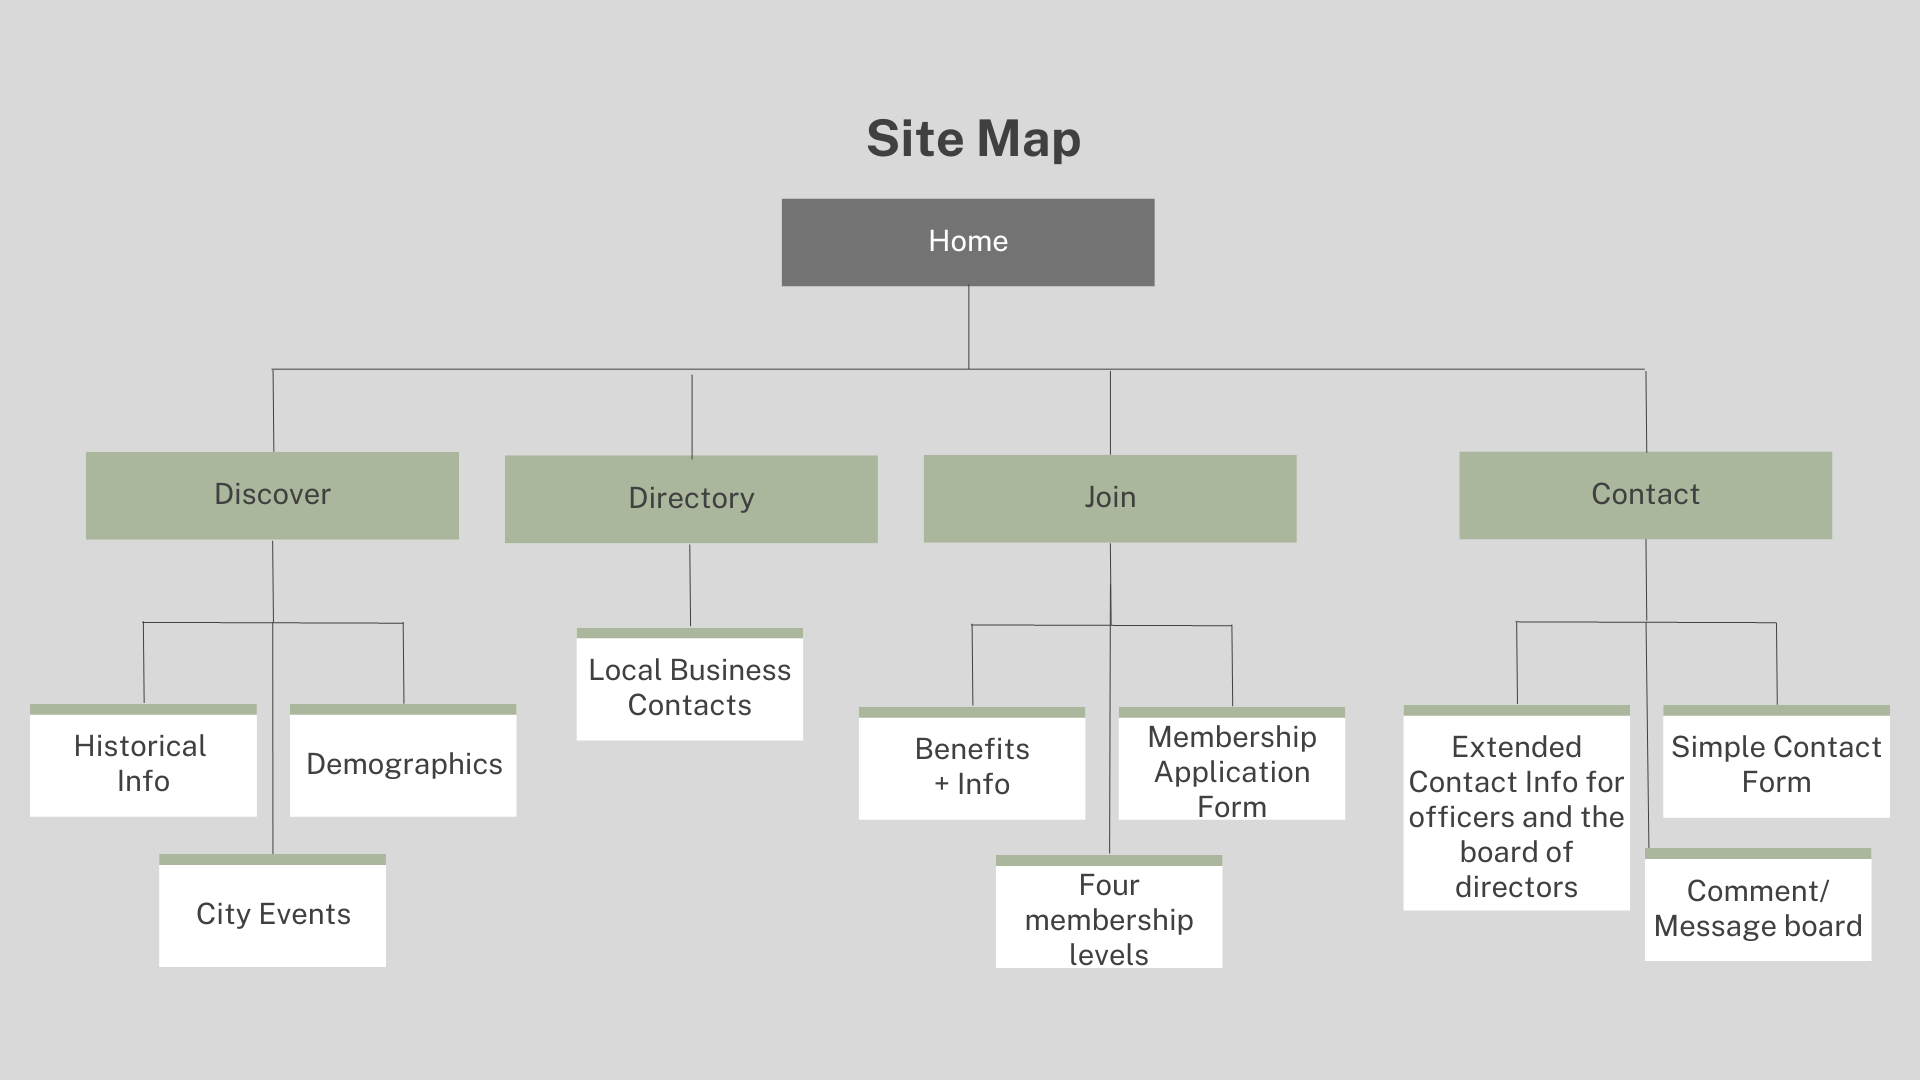 Site Map
Home
Discover
Directory
Join
Contact
Historical
Info
Demographics
City Events
Local Business
Contacts
Benefits
+ Info
Membership
Application
Form
Four
membership
levels
Extended
Contact Info for
officers and the
board of
directors
Simple Contact
Form
Comment/
Message board